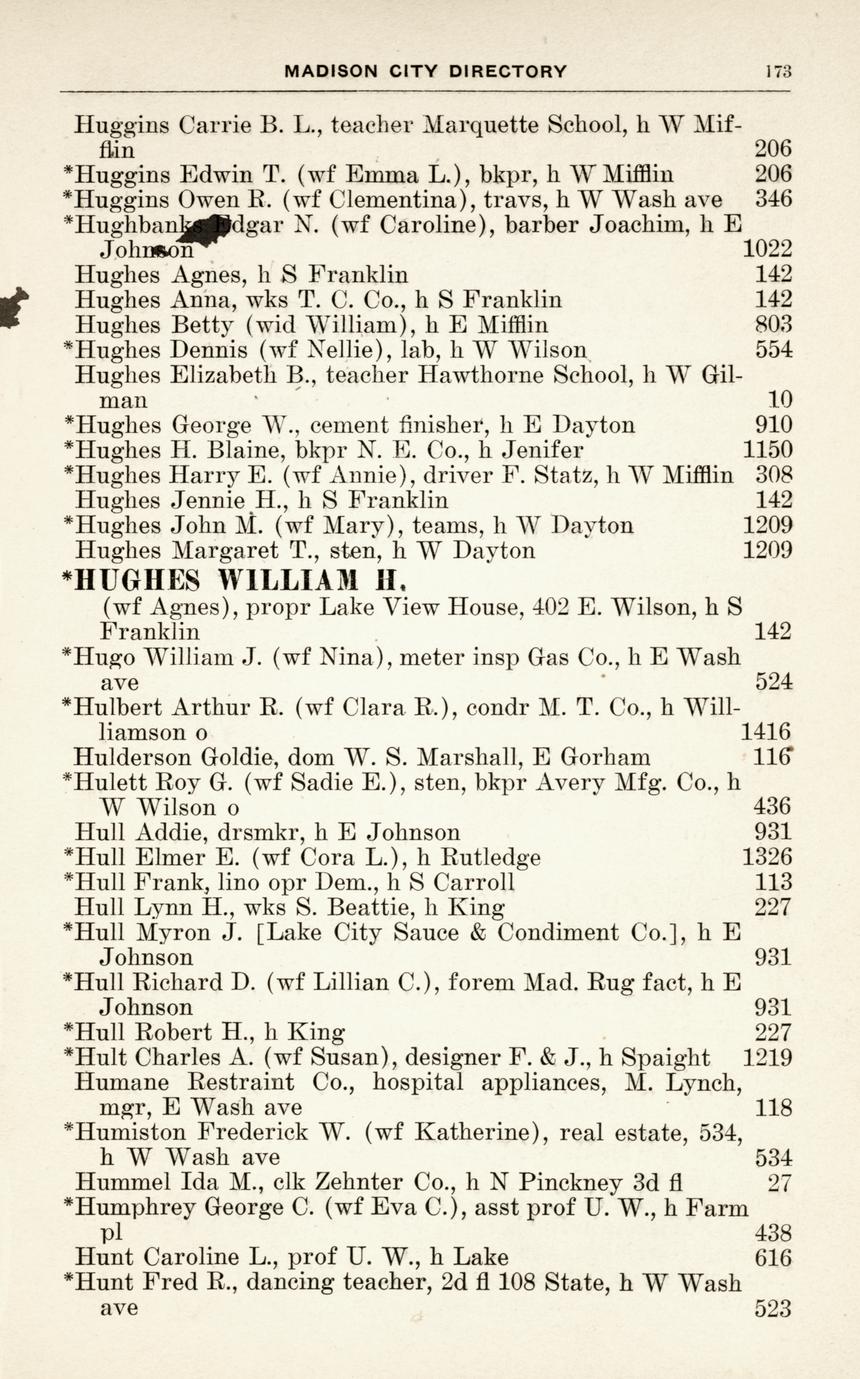 MADISON CITY DIRECTORY 173
Huggins Carrie B. L., teacher Marquette School, h W Mif-
flin 206
*Huggins Edwin T. (wf Emma L.), bkpr, h W Mifflin 206
*Huggins Owen R. (wf Clementina), travs, h W Wash ave 346
*Hughbanks Edgar N. (wf Caroline), barber Joachim, h E
Johnson 1022
Hughes Agnes, h S Franklin 142
Hughes Anna, wks T. C. Co., h S Franklin 142
Hughes Betty (wid William), h E Mifflin 803
*Hughes Dennis (wf Nellie), lab, h W Wilson 554
Hughes Elizabeth B., teacher Hawthorne School, h W Gil-
man 10
*Hughes George W., cement finisher, h E Dayton 910
*Hughes H. Blaine, bkpr N. E. Co., h Jenifer 1150
*Hughes Harry E. (wf Annie), driver F. Statz, h W Mifflin 308
Hughes Jennie H., h S Franklin 142
*Hughes John M. (wf Mary), teams, h W Dayton 1209
Hughes Margaret T., sten, h W Dayton 1209
*HUGHES WILLIAM H.
(wf Agnes), propr Lake View House, 402 E. Wilson, h S
Franklin 142
*Hugo William J. (wf Nina), meter insp Gas Co., h E Wash
ave 524
*Hulbert Arthur R. (wf Clara R.), condr M. T. Co., h Will-
liamson o 1416
Hulderson Goldie, dom W. S. Marshall, E Gorham 116
*Hulett Roy G. (wf Sadie E.), sten, bkpr Avery Mfg. Co., h
W Wilson o 436
Hull Addie, drsmkr, h E Johnson 931
*Hull Elmer E. (wf Cora L.), h Rutledge 1326
*Hull Frank, lino opr Dem., h S Carroll 113
Hull Lynn H., wks S. Beattie, h King 227
*Hull Myron J. [Lake City Sauce & Condiment Co.], h E
Johnson 931
*Hull Richard D. (wf Lillian C.), forem Mad. Rug fact, h E
Johnson 931
*Hull Robert H., h King 227
*Hult Charles A. (wf Susan), designer F. & J., h Spaight 1219
Humane Restraint Co., hospital appliances, M. Lynch,
mgr, E Wash ave 118
*Humiston Frederick W. (wf Katherine), real estate, 534,
h W Wash ave 534
Hummel Ida M., clk Zehnter Co., h N Pinckney 3d fl 27
*Humphrey George C. (wf Eva C.), asst prof U. W., h Farm
pl 438
Hunt Caroline L., prof U. W., h Lake 616
*Hunt Fred R., dancing teacher, 2d fl 108 State, h W Wash
ave 523